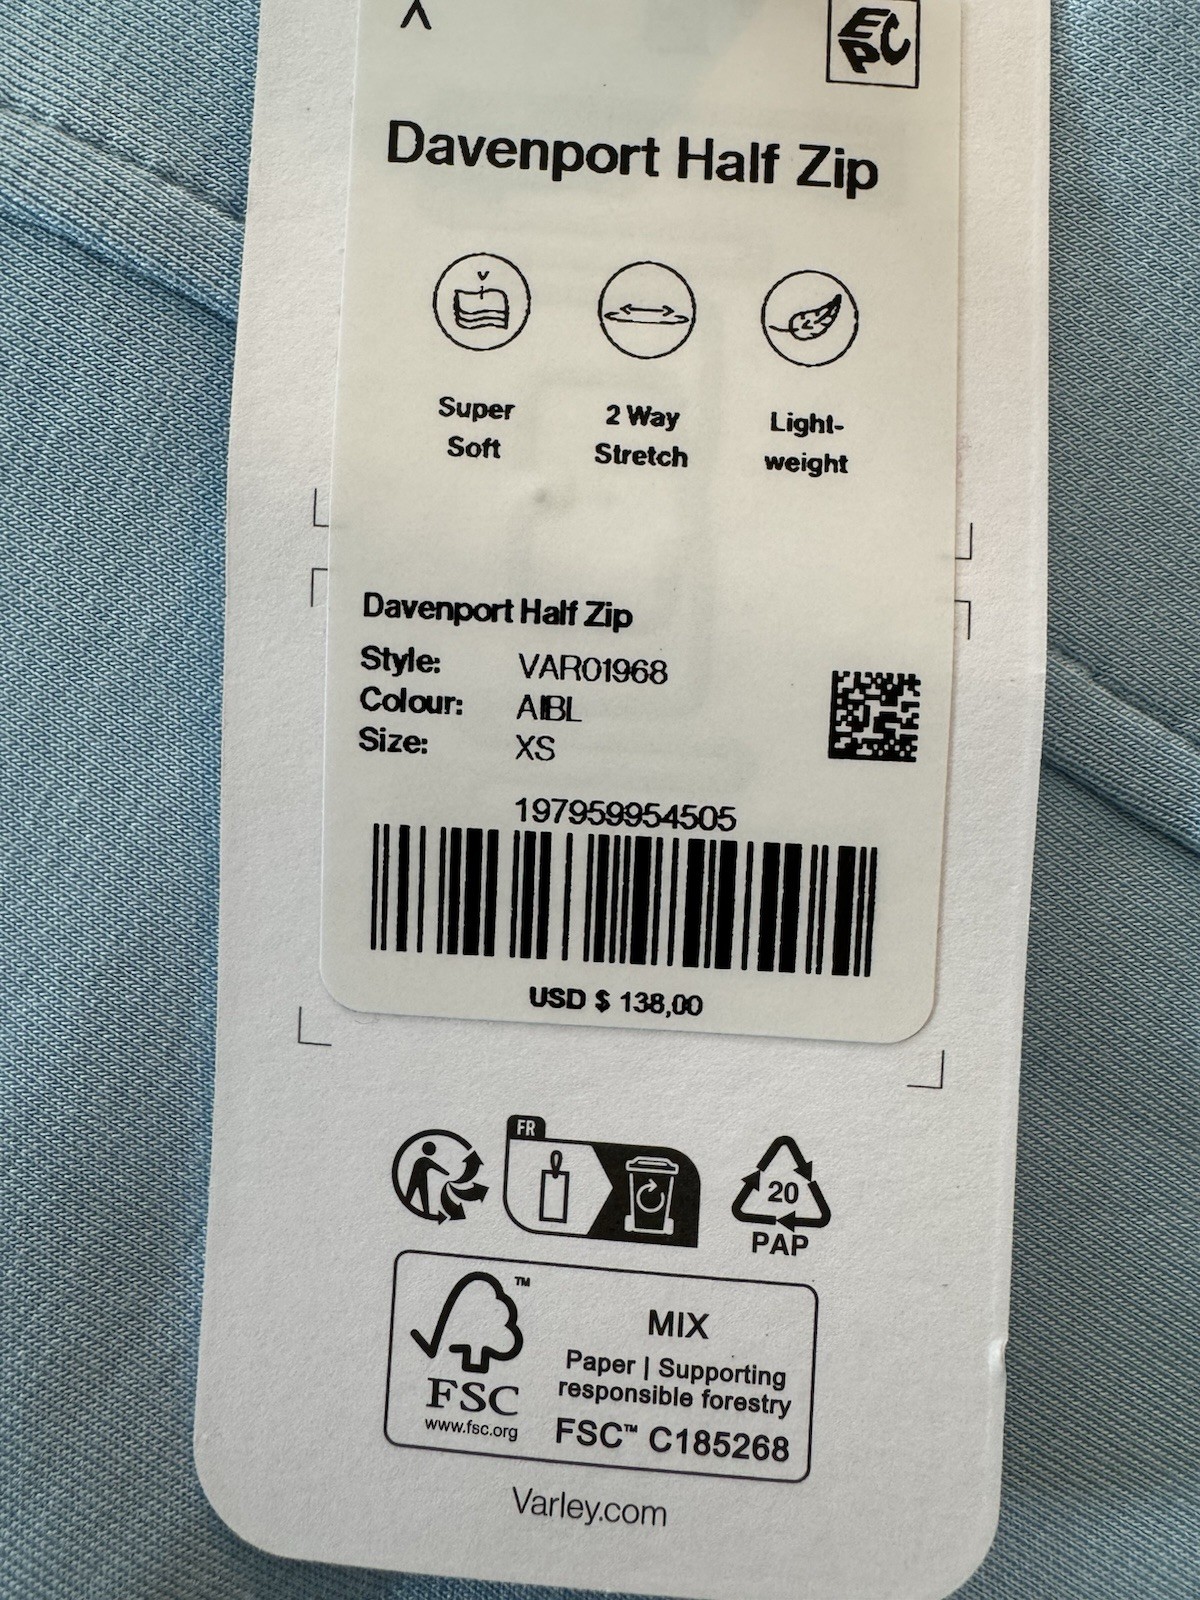 EPC
Davenport Half Zip
Super Soft
2 Way Stretch
Light-weight
Davenport Half Zip
Style: VAR01968
Colour: AIBL
Size: XS
197959954505
USD $ 138,00
FR
20
PAP
TM
FSC
www.fsc.org
MIX
Paper | Supporting
responsible forestry
FSC™ C185268
Varley.com